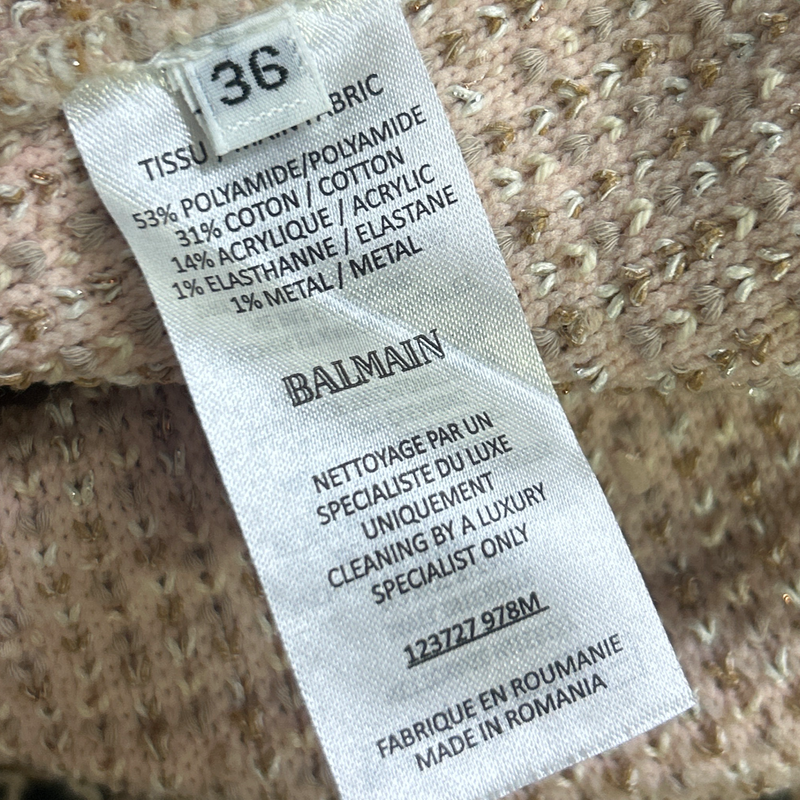 36
TISSU / MAIN FABRIC
53% POLYAMIDE/POLYAMIDE
31% COTON / COTTON
14% ACRYLIQUE / ACRYLIC
1% ELASTHANNE / ELASTANE
1% METAL / METAL
BALMAIN
NETTOYAGE PAR UN
SPECIALISTE DU LUXE
UNIQUEMENT
CLEANING BY A LUXURY
SPECIALIST ONLY
123727 978M
FABRIQUE EN ROUMANIE
MADE IN ROMANIA